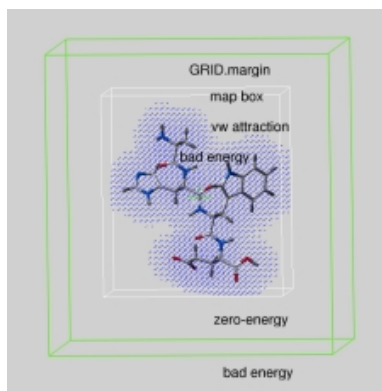 GRID.margin
map box
vw attraction
bad energy
zero-energy
bad energy